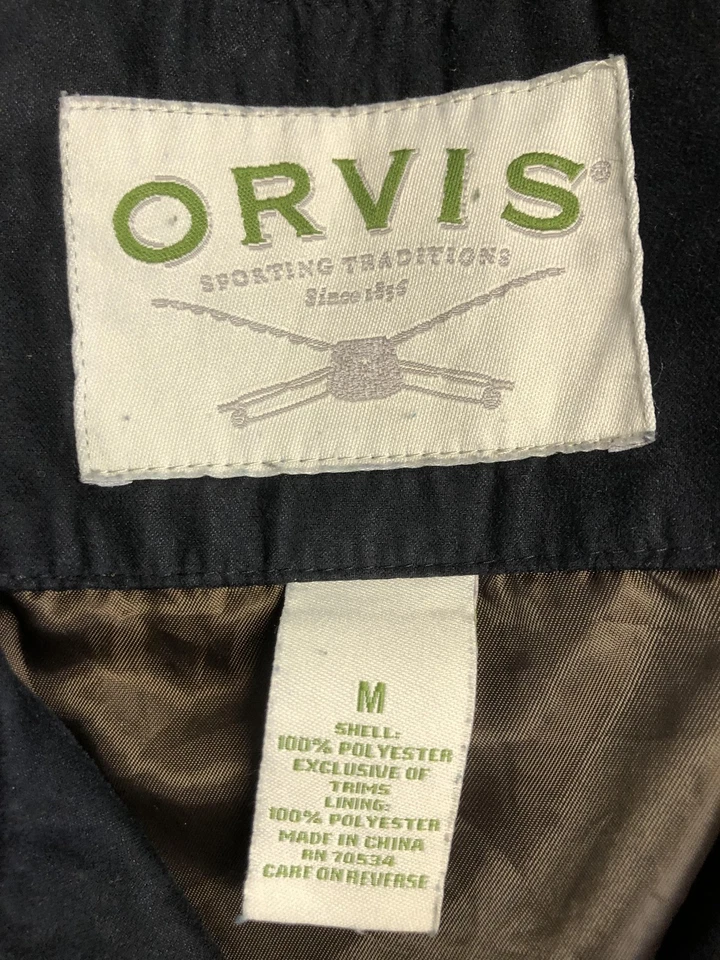 ORVIS®
SPORTING TRADITIONS
Since 1856
M
SHELL:
100% POLYESTER
EXCLUSIVE OF
TRIMS
LINING:
100% POLYESTER
MADE IN CHINA
RN 70534
CARE ON REVERSE